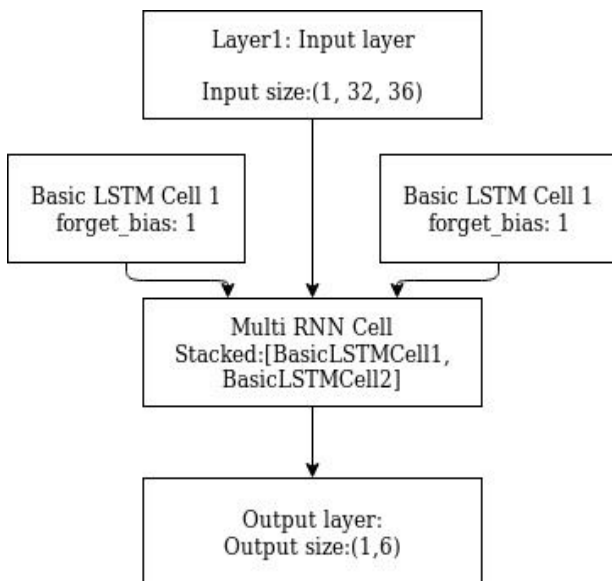 Layer1: Input layer
Input size:(1, 32, 36)
Basic LSTM Cell 1
forget_bias: 1
Basic LSTM Cell 1
forget_bias: 1
Multi RNN Cell
Stacked:[BasicLSTMCell1,
BasicLSTMCell2]
Output layer:
Output size:(1,6)